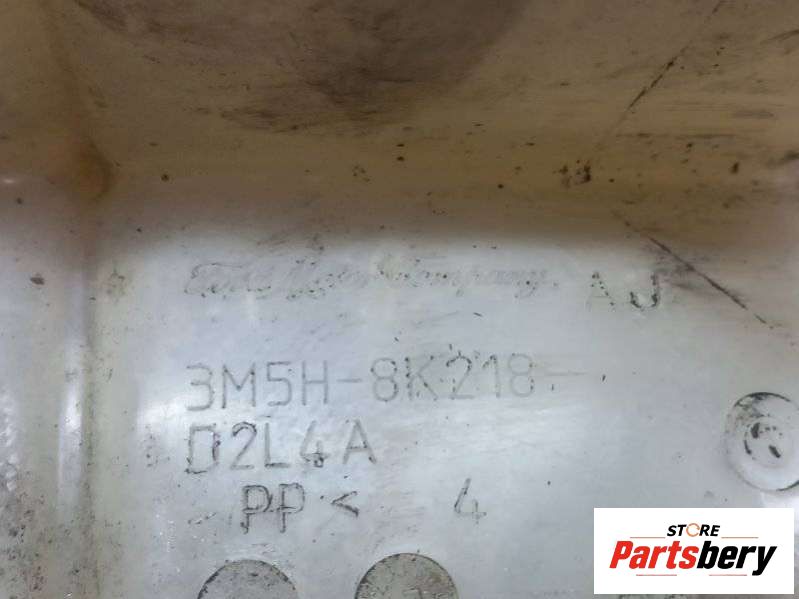 Ford Motor Company AJ
3M5H-8K218-
D2L4A
PP< 4
STORE
Partsbery